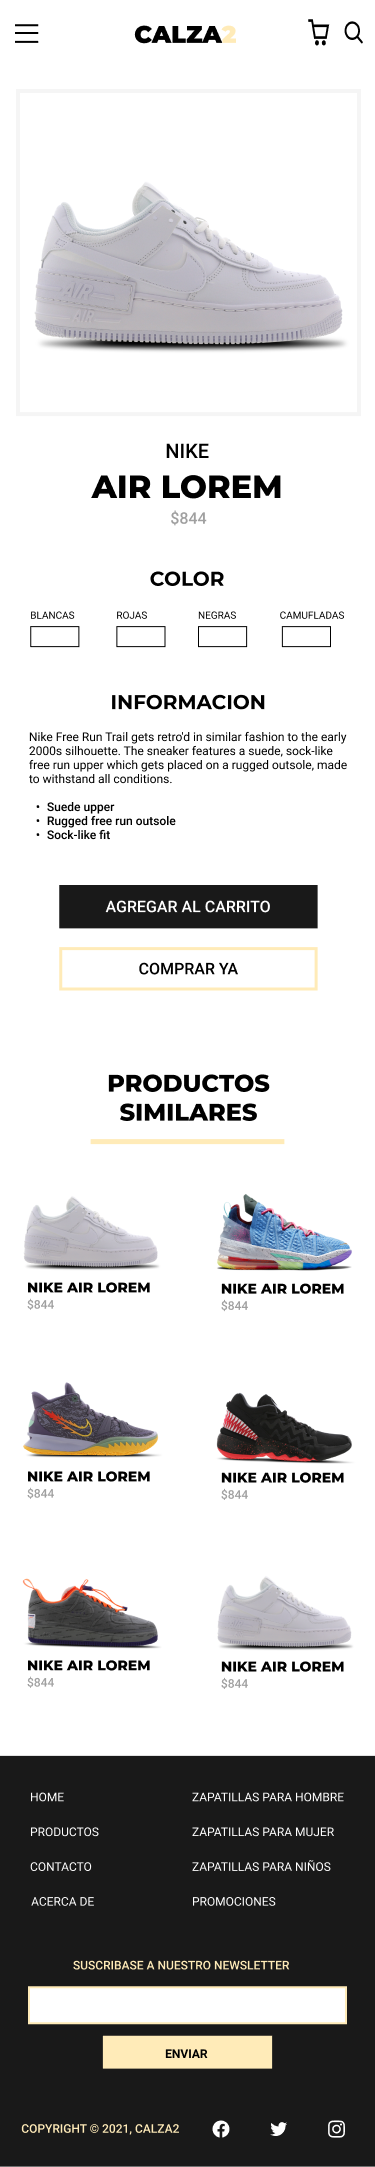 CALZA2
AIR
AIR
NIKE
AIR LOREM
$844
COLOR
BLANCAS ROJAS NEGRAS CAMUFLADAS
INFORMACION
Nike Free Run Trail gets retro'd in similar fashion to the early
2000s silhouette. The sneaker features a suede, sock-like
free run upper which gets placed on a rugged outsole, made
to withstand all conditions.
• Suede upper
• Rugged free run outsole
• Sock-like fit
AGREGAR AL CARRITO
COMPRAR YA
PRODUCTOS
SIMILARES
NIKE AIR LOREM
$844
NIKE AIR LOREM
$844
NIKE AIR LOREM
$844
NIKE AIR LOREM
$844
NIKE AIR LOREM
$844
NIKE AIR LOREM
$844
HOME
PRODUCTOS
CONTACTO
ACERCA DE
ZAPATILLAS PARA HOMBRE
ZAPATILLAS PARA MUJER
ZAPATILLAS PARA NIÑOS
PROMOCIONES
SUSCRIBASE A NUESTRO NEWSLETTER
ENVIAR
COPYRIGHT © 2021, CALZA2